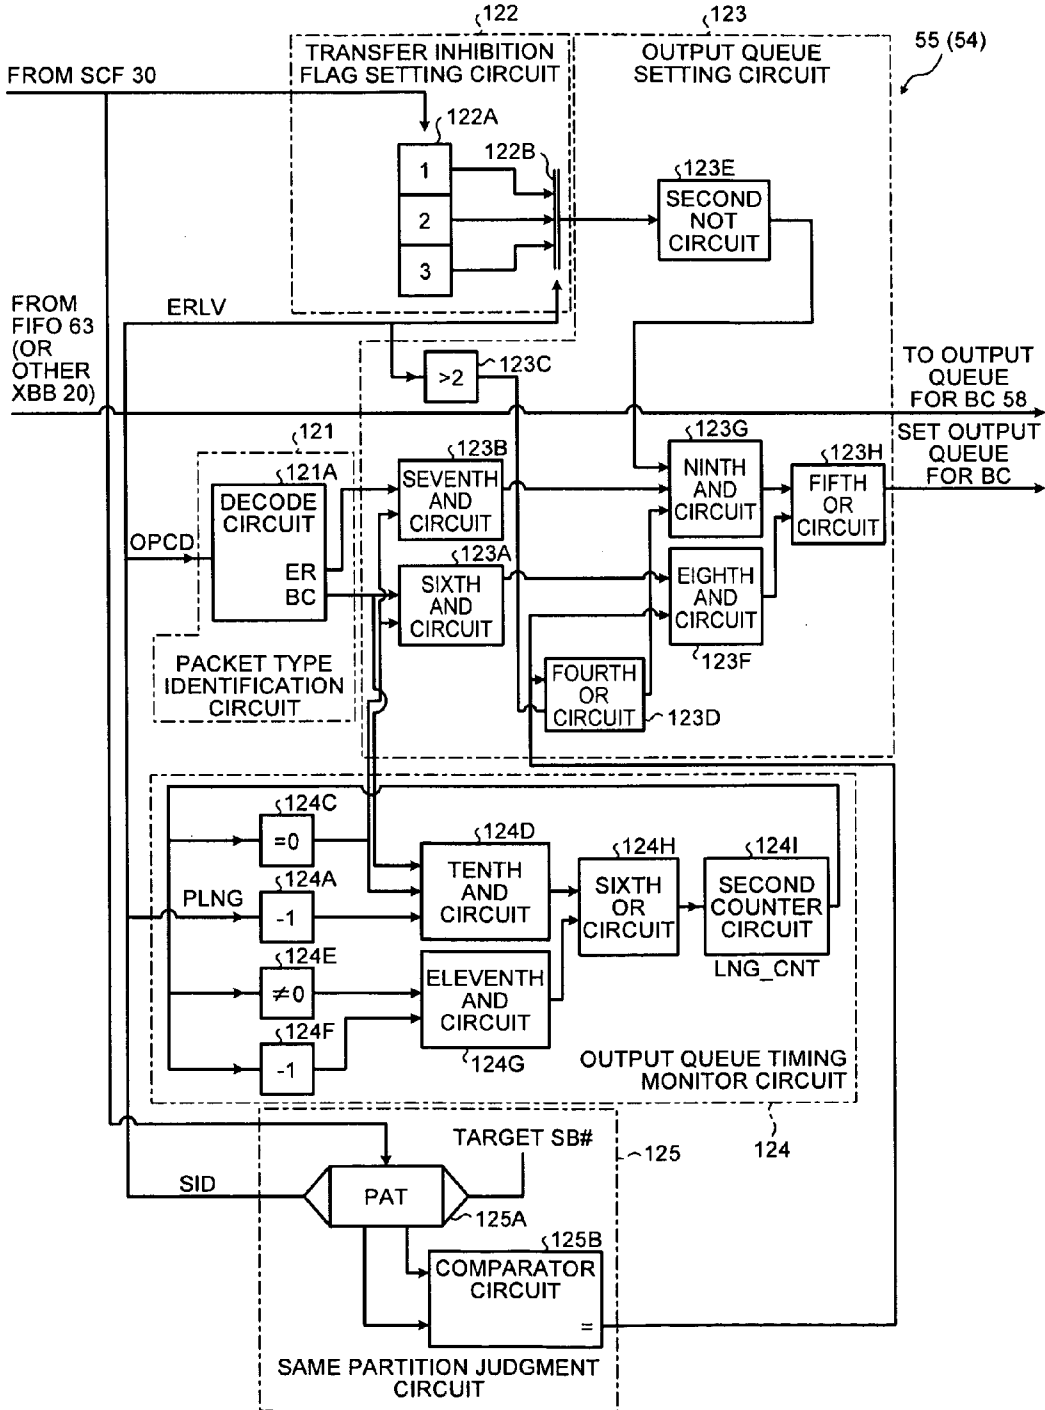 122
123
55 (54)
TRANSFER INHIBITION
FLAG SETTING CIRCUIT
OUTPUT QUEUE
SETTING CIRCUIT
FROM SCF 30
122A
122B
1
2
3
123E
SECOND
NOT
CIRCUIT
FROM
FIFO 63
(OR
OTHER
XBB 20)
ERLV
>2
123C
TO OUTPUT
QUEUE
FOR BC 58
SET OUTPUT
QUEUE
FOR BC
121
121A
DECODE
CIRCUIT
OPCD
ER
BC
PACKET TYPE
IDENTIFICATION
CIRCUIT
123B
SEVENTH
AND
CIRCUIT
123A
SIXTH
AND
CIRCUIT
123G
NINTH
AND
CIRCUIT
123H
FIFTH
OR
CIRCUIT
EIGHTH
AND
CIRCUIT
123F
FOURTH
OR
CIRCUIT
123D
124C
=0
PLNG
124A
-1
124E
≠0
124F
-1
124D
TENTH
AND
CIRCUIT
ELEVENTH
AND
CIRCUIT
124G
124H
SIXTH
OR
CIRCUIT
124I
SECOND
COUNTER
CIRCUIT
LNG_CNT
OUTPUT QUEUE TIMING
MONITOR CIRCUIT
124
TARGET SB#
125
SID
PAT
125A
125B
COMPARATOR
CIRCUIT
=
SAME PARTITION JUDGMENT
CIRCUIT